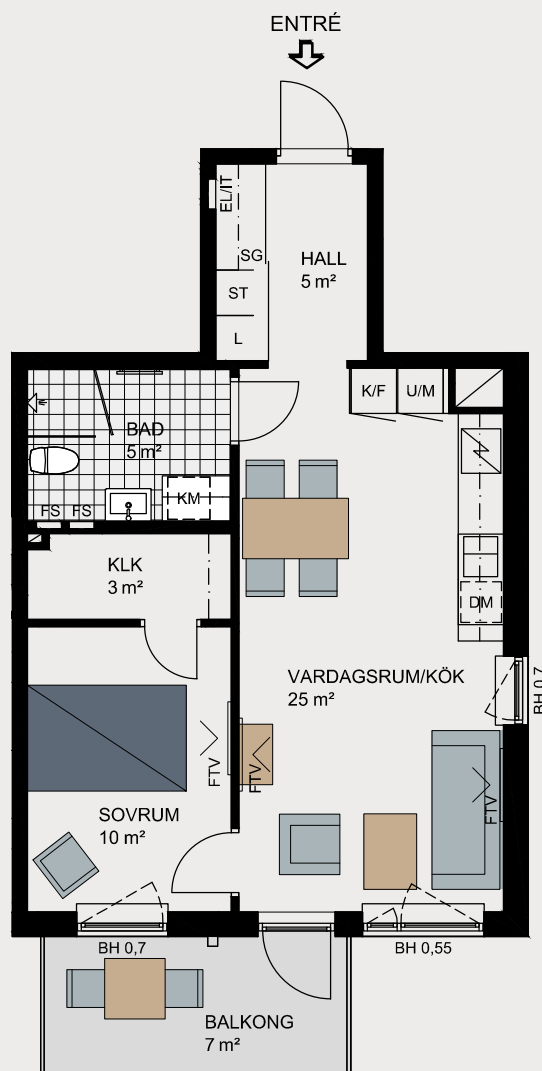 ENTRÉ
EL/IT
SG
ST
L
HALL
5 m²
K/F
U/M
BAD
5 m²
FS
FS
KM
KLK
3 m²
DM
VARDAGSRUM/KÖK
25 m²
BH 0,7
FTV
FTV
FTV
SOVRUM
10 m²
BH 0,7
BH 0,55
BALKONG
7 m²